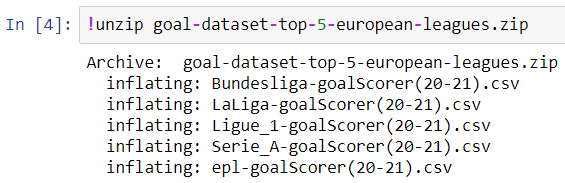 In [4]: !unzip goal-dataset-top-5-european-leagues.zip
Archive:  goal-dataset-top-5-european-leagues.zip
  inflating: Bundesliga-goalScorer(20-21).csv
  inflating: LaLiga-goalScorer(20-21).csv
  inflating: Ligue_1-goalScorer(20-21).csv
  inflating: Serie_A-goalScorer(20-21).csv
  inflating: epl-goalScorer(20-21).csv